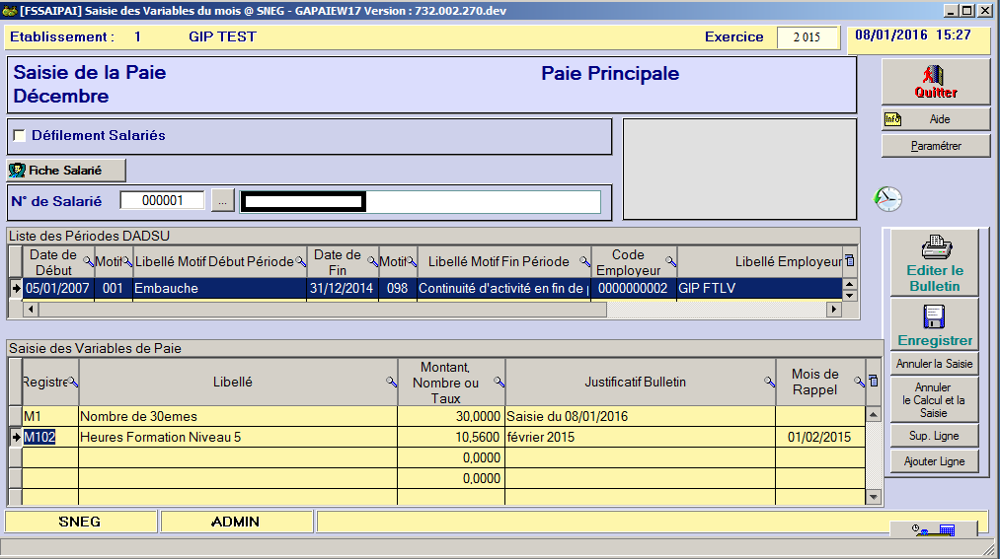 [FSSAIPAI] Saisie des Variables du mois @ SNEG - GAPAIEW17 Version : 732.002.270.dev
Etablissement : 1 GIP TEST Exercice 2 015 08/01/2016 15:27
Saisie de la Paie Paie Principale
Décembre
Quitter
Info Aide
Paramétrer
Défilement Salariés
Fiche Salarié
N° de Salarié 000001 ...
Liste des Périodes DADSU
Date de Début Motif Libellé Motif Début Période Date de Fin Motif Libellé Motif Fin Période Code Employeur Libellé Employeur
05/01/2007 001 Embauche 31/12/2014 098 Continuité d'activité en fin de 0000000002 GIP FTLV
Editer le
Bulletin
Enregistrer
Annuler la Saisie
Annuler
le Calcul et la
Saisie
Sup. Ligne
Ajouter Ligne
Saisie des Variables de Paie
Registre Libellé Montant, Nombre ou Taux Justificatif Bulletin Mois de Rappel
M1 Nombre de 30emes 30,0000 Saisie du 08/01/2016
M102 Heures Formation Niveau 5 10,5600 février 2015 01/02/2015
0,0000
0,0000
SNEG ADMIN